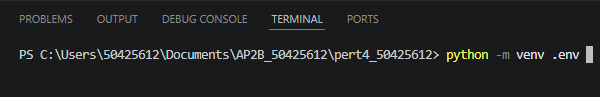 PROBLEMS OUTPUT DEBUG CONSOLE TERMINAL PORTS
PS C:\Users\50425612\Documents\AP2B_50425612\pert4_50425612> python -m venv .env